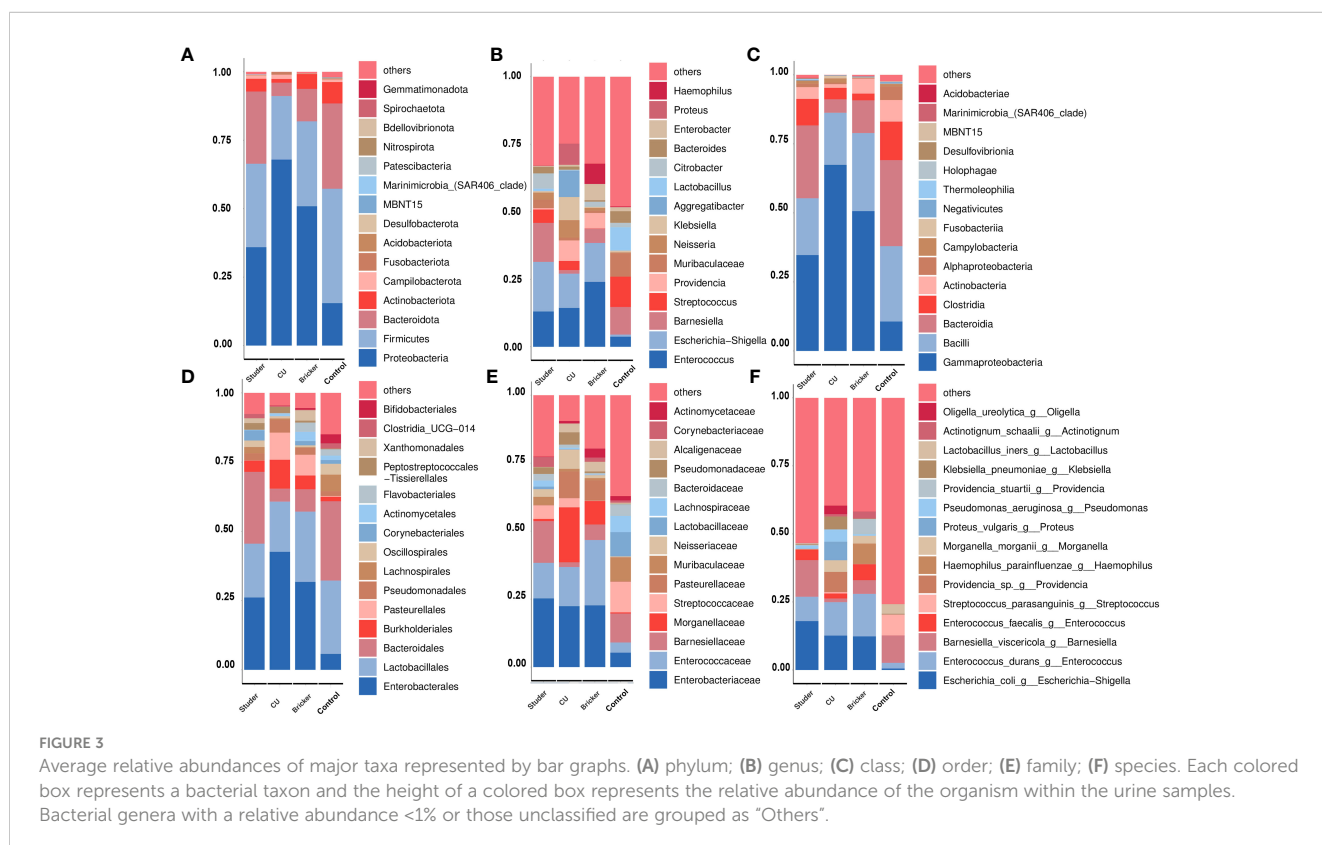 A
1.00
0.75
0.50
0.25
0.00
Studer
CU
Bricker
Control
others
Gemmatimonadota
Spirochaetota
Bdellovibrionota
Nitrospirota
Patescibacteria
Marinimicrobia_(SAR406_clade)
MBNT15
Desulfobacterota
Acidobacteriota
Fusobacteriota
Campilobacterota
Actinobacteriota
Bacteroidota
Firmicutes
Proteobacteria
B
1.00
0.75
0.50
0.25
0.00
Studer
CU
Bricker
Control
others
Haemophilus
Proteus
Enterobacter
Bacteroides
Citrobacter
Lactobacillus
Aggregatibacter
Klebsiella
Neisseria
Muribaculaceae
Providencia
Streptococcus
Barnesiella
Escherichia−Shigella
Enterococcus
C
1.00
0.75
0.50
0.25
0.00
Studer
CU
Bricker
Control
others
Acidobacteriae
Marinimicrobia_(SAR406_clade)
MBNT15
Desulfovibrionia
Holophagae
Thermoleophilia
Negativicutes
Fusobacteriia
Campylobacteria
Alphaproteobacteria
Actinobacteria
Clostridia
Bacteroidia
Bacilli
Gammaproteobacteria
D
1.00
0.75
0.50
0.25
0.00
Studer
CU
Bricker
Control
others
Bifidobacteriales
Clostridia_UCG−014
Xanthomonadales
Peptostreptococcales
−Tissierellales
Flavobacteriales
Actinomycetales
Corynebacteriales
Oscillospirales
Lachnospirales
Pseudomonadales
Pasteurellales
Burkholderiales
Bacteroidales
Lactobacillales
Enterobacterales
E
1.00
0.75
0.50
0.25
0.00
Studer
CU
Bricker
Control
others
Actinomycetaceae
Corynebacteriaceae
Alcaligenaceae
Pseudomonadaceae
Bacteroidaceae
Lachnospiraceae
Lactobacillaceae
Neisseriaceae
Muribaculaceae
Pasteurellaceae
Streptococcaceae
Morganellaceae
Barnesiellaceae
Enterococcaceae
Enterobacteriaceae
F
1.00
0.75
0.50
0.25
0.00
Studer
CU
Bricker
Control
others
Oligella_ureolytica_g__Oligella
Actinotignum_schaalii_g__Actinotignum
Lactobacillus_iners_g__Lactobacillus
Klebsiella_pneumoniae_g__Klebsiella
Providencia_stuartii_g__Providencia
Pseudomonas_aeruginosa_g__Pseudomonas
Proteus_vulgaris_g__Proteus
Morganella_morganii_g__Morganella
Haemophilus_parainfluenzae_g__Haemophilus
Providencia_sp._g__Providencia
Streptococcus_parasanguinis_g__Streptococcus
Enterococcus_faecalis_g__Enterococcus
Barnesiella_viscericola_g__Barnesiella
Enterococcus_durans_g__Enterococcus
Escherichia_coli_g__Escherichia−Shigella
FIGURE 3
Average relative abundances of major taxa represented by bar graphs. (A) phylum; (B) genus; (C) class; (D) order; (E) family; (F) species. Each colored
box represents a bacterial taxon and the height of a colored box represents the relative abundance of the organism within the urine samples.
Bacterial genera with a relative abundance <1% or those unclassified are grouped as “Others”.